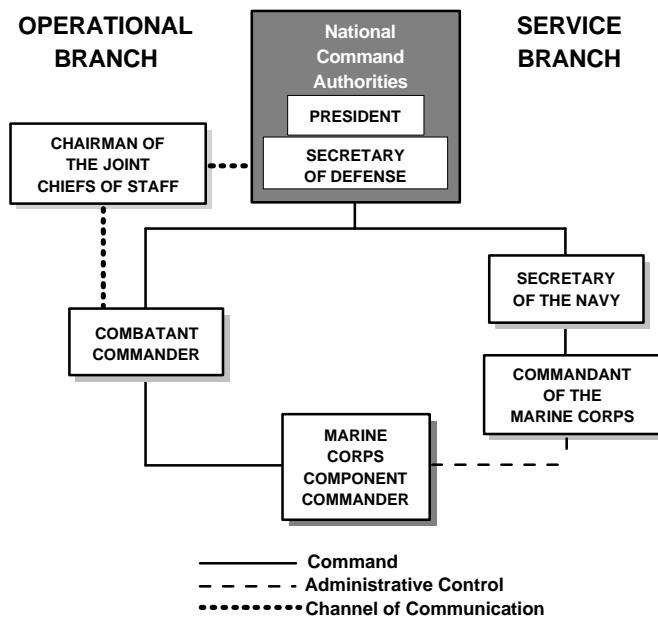 OPERATIONAL
BRANCH
National
Command
Authorities
SERVICE
BRANCH
PRESIDENT
SECRETARY
OF DEFENSE
CHAIRMAN OF
THE JOINT
CHIEFS OF STAFF
SECRETARY
OF THE NAVY
COMBATANT
COMMANDER
COMMANDANT
OF THE
MARINE CORPS
MARINE
CORPS
COMPONENT
COMMANDER
Command
Administrative Control
Channel of Communication